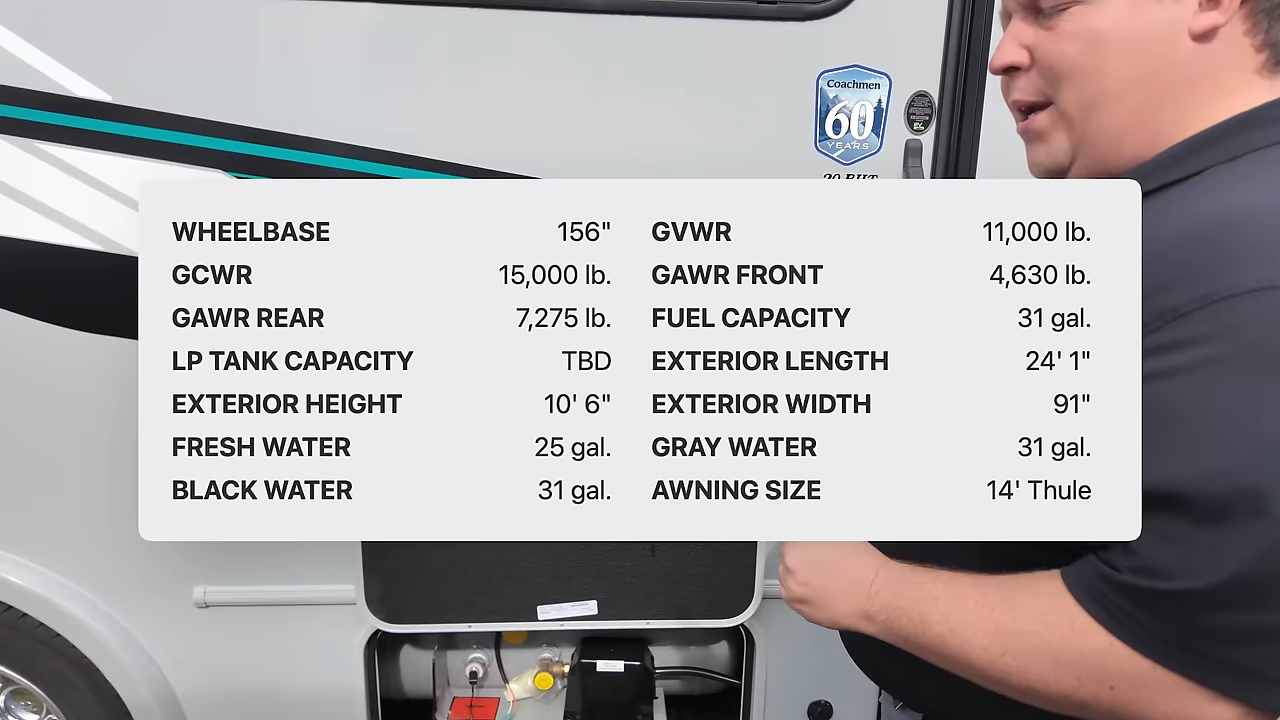 Coachmen
60
YEARS
WHEELBASE 156"
GVWR 11,000 lb.
GCWR 15,000 lb.
GAWR FRONT 4,630 lb.
GAWR REAR 7,275 lb.
FUEL CAPACITY 31 gal.
LP TANK CAPACITY TBD
EXTERIOR LENGTH 24' 1"
EXTERIOR HEIGHT 10' 6"
EXTERIOR WIDTH 91"
FRESH WATER 25 gal.
GRAY WATER 31 gal.
BLACK WATER 31 gal.
AWNING SIZE 14' Thule